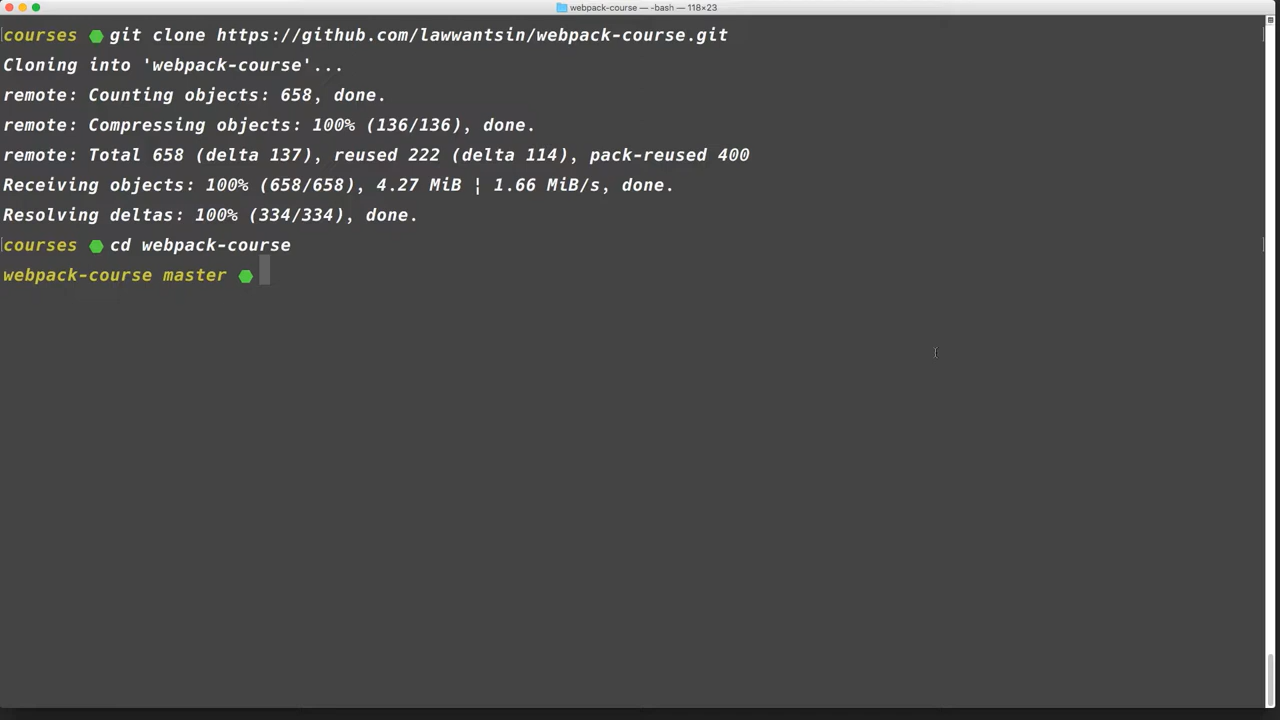 webpack-course — -bash — 118×23
courses git clone https://github.com/lawwantsin/webpack-course.git
Cloning into 'webpack-course'...
remote: Counting objects: 658, done.
remote: Compressing objects: 100% (136/136), done.
remote: Total 658 (delta 137), reused 222 (delta 114), pack-reused 400
Receiving objects: 100% (658/658), 4.27 MiB | 1.66 MiB/s, done.
Resolving deltas: 100% (334/334), done.
courses cd webpack-course
webpack-course master